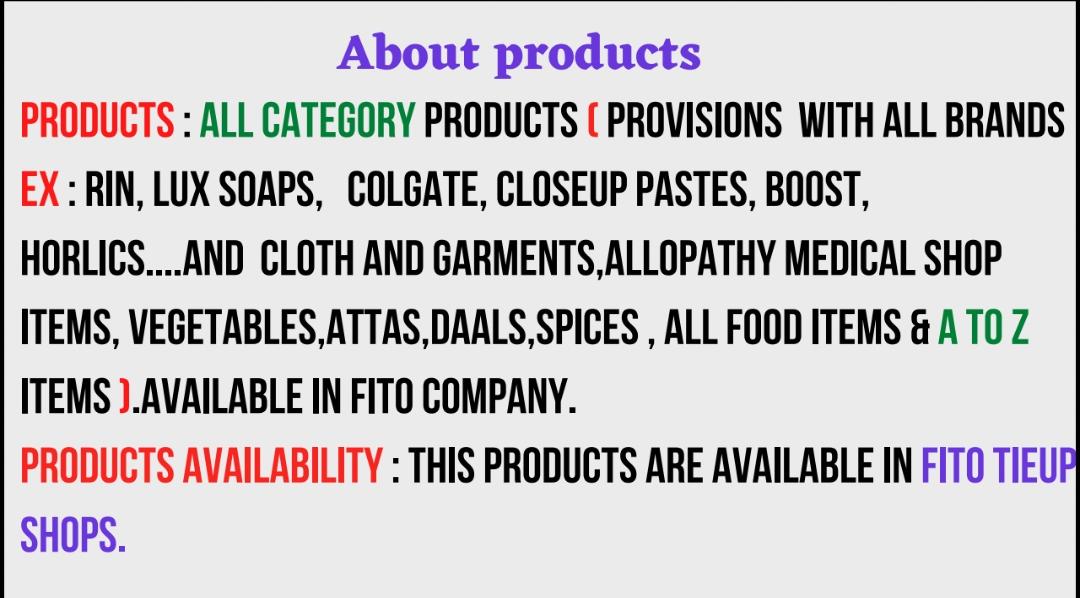 About products
PRODUCTS : ALL CATEGORY PRODUCTS ( PROVISIONS WITH ALL BRANDS
EX : RIN, LUX SOAPS, COLGATE, CLOSEUP PASTES, BOOST,
HORLICS....AND CLOTH AND GARMENTS,ALLOPATHY MEDICAL SHOP
ITEMS, VEGETABLES,ATTAS,DAALS,SPICES , ALL FOOD ITEMS & A TO Z
ITEMS ).AVAILABLE IN FITO COMPANY.
PRODUCTS AVAILABILITY : THIS PRODUCTS ARE AVAILABLE IN FITO TIEUP
SHOPS.